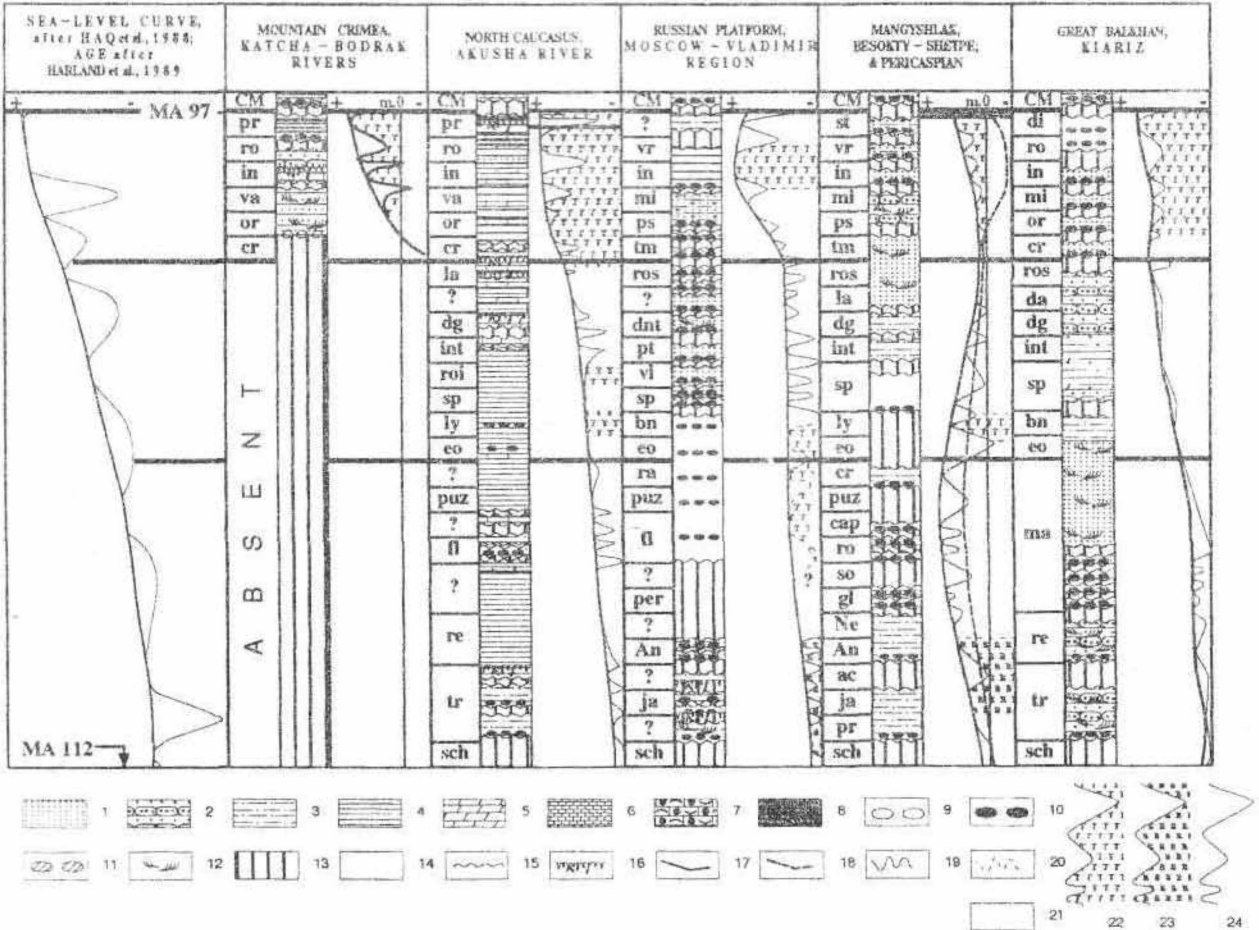 SEA-LEVEL CURVE,
after HAQ et al., 1988;
AGE after
HARLAND et al., 1989
MOUNTAIN CRIMEA,
KATCHA - BODRAK
RIVERS
NORTH CAUCASUS,
AKUSHA RIVER
RUSSIAN PLATFORM,
MOSCOW - VLADIMIR
REGION
MANGYSHLAK,
BESOKTY - SHETPE,
& PERICASPIAN
GREAT BALKHAN,
KIARIZ
+ -
MA 97
MA 112
CM
pr
ro
in
va
or
cr
A B S E N T
+ m.0 -
CM
pr
ro
in
va
or
cr
la
?
dg
int
roi
sp
ly
eo
?
puz
?
fl
?
re
tr
sch
+ -
CM
?
vr
in
mi
ps
tm
ros
?
dnt
pt
vl
sp
bn
eo
ra
puz
fl
?
per
?
An
?
ja
?
sch
+ -
?
CM
st
vr
in
mi
ps
tm
ros
la
dg
int
sp
ly
eo
cr
puz
cap
ro
so
gl
Ne
An
ac
ja
pr
sch
+ m.0 -
CM
di
ro
in
mi
or
cr
ros
da
dg
int
sp
bn
eo
ma
re
tr
sch
+ -
1 2 3 4 5 6 7 8 9 10
11 12 13 14 15 16 17 18 19 20
21 22 23 24